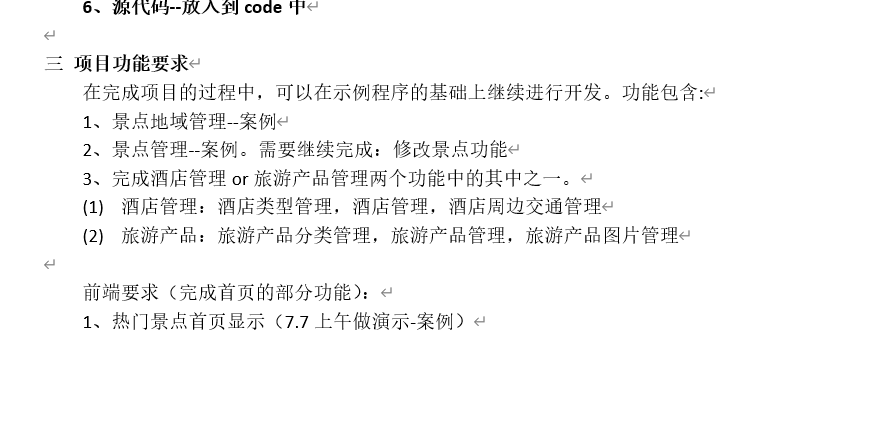 6、源代码--放入到 code 中
三 项目功能要求
在完成项目的过程中，可以在示例程序的基础上继续进行开发。功能包含:
1、景点地域管理--案例
2、景点管理--案例。需要继续完成：修改景点功能
3、完成酒店管理 or 旅游产品管理两个功能中的其中之一。
(1) 酒店管理：酒店类型管理，酒店管理，酒店周边交通管理
(2) 旅游产品：旅游产品分类管理，旅游产品管理，旅游产品图片管理
前端要求（完成首页的部分功能）：
1、热门景点首页显示（7.7 上午做演示-案例）